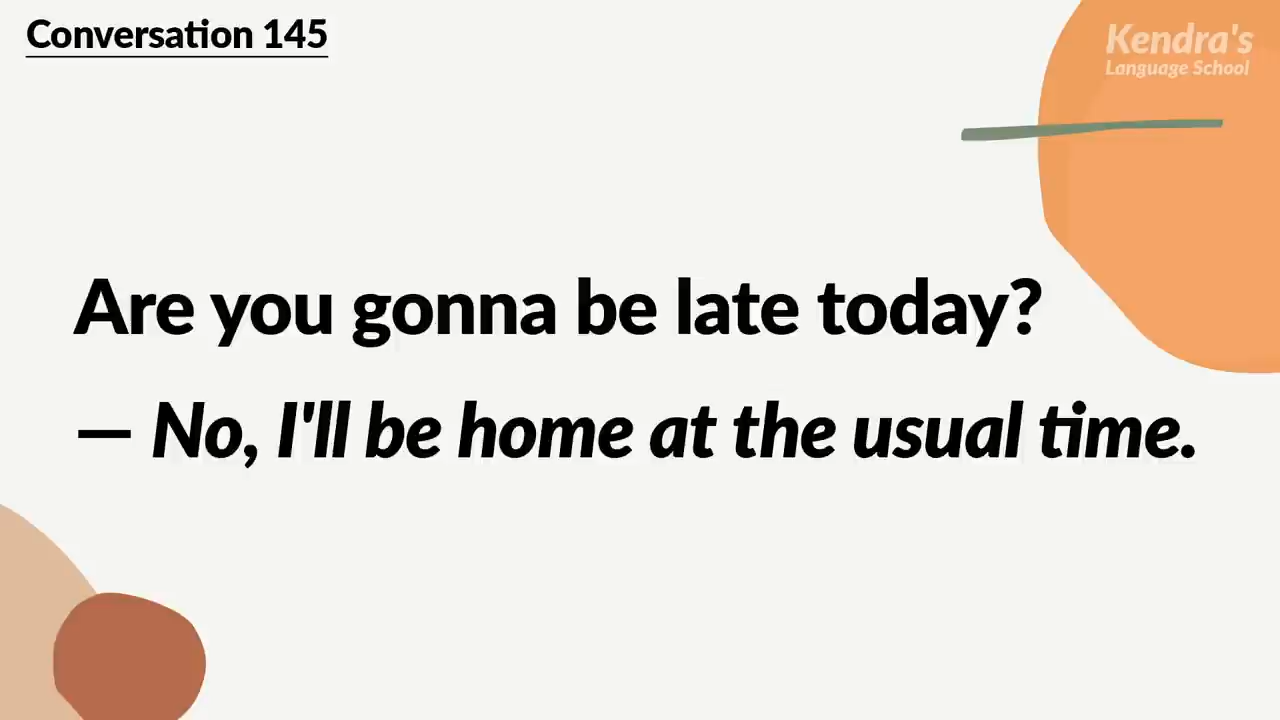 Conversation 145
Kendra's
Language School
Are you gonna be late today?
— No, I'll be home at the usual time.